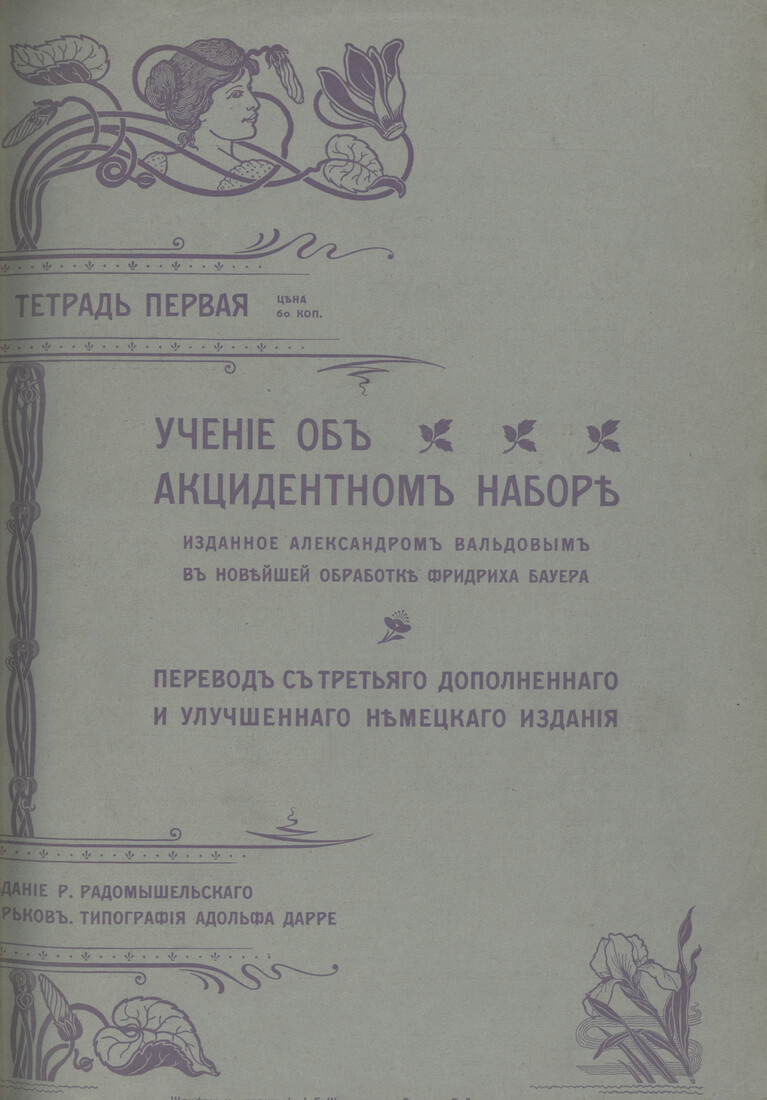 ТЕТРАДЬ ПЕРВАЯ
ЦѢНА
60 КОП.
УЧЕНІЕ ОБЪ
АКЦИДЕНТНОМЪ НАБОРѢ
ИЗДАННОЕ АЛЕКСАНДРОМЪ ВАЛЬДОВЫМЪ
ВЪ НОВѢЙШЕЙ ОБРАБОТКѢ ФРИДРИХА БАУЕРА
ПЕРЕВОДЪ СЪ ТРЕТЬЯГО ДОПОЛНЕННАГО
И УЛУЧШЕННАГО НѢМЕЦКАГО ИЗДАНІЯ
ДАНІЕ Р. РАДОМЫШЕЛЬСКАГО
РЬКОВЪ. ТИПОГРАФІЯ АДОЛЬФА ДАРРЕ